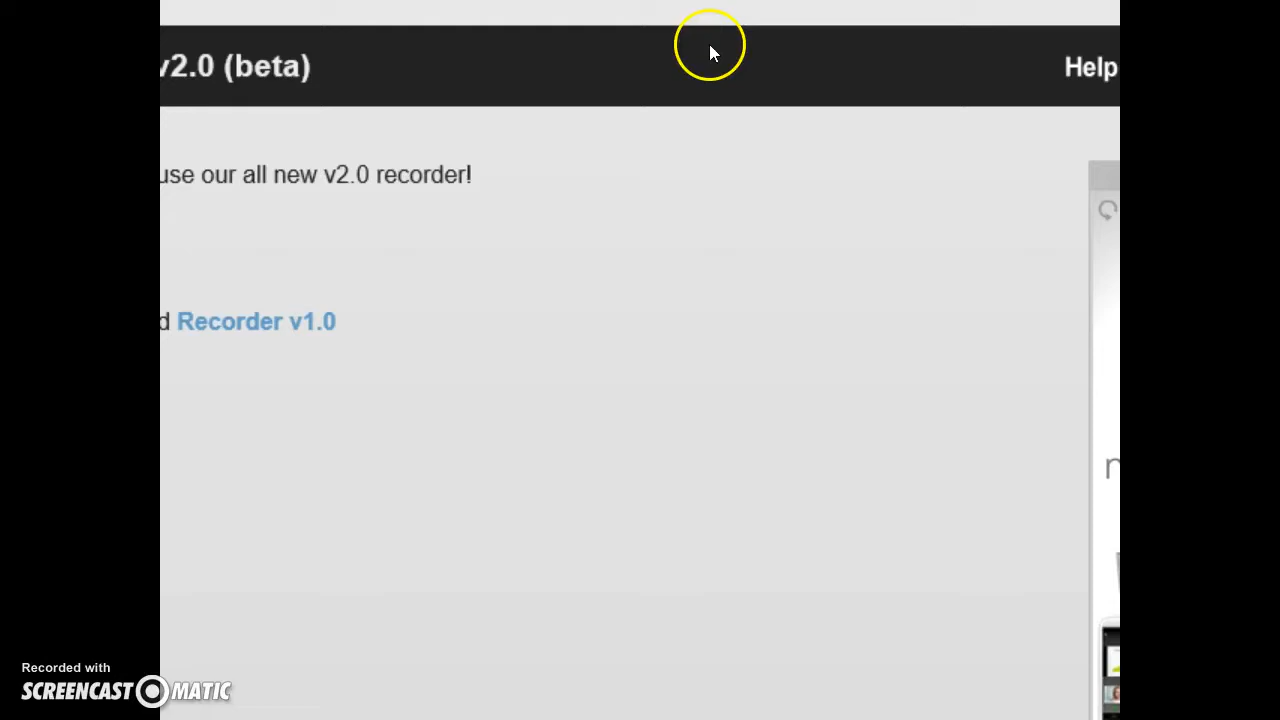 v2.0 (beta)
Help
use our all new v2.0 recorder!
d Recorder v1.0
n
Recorded with
SCREENCAST MATIC